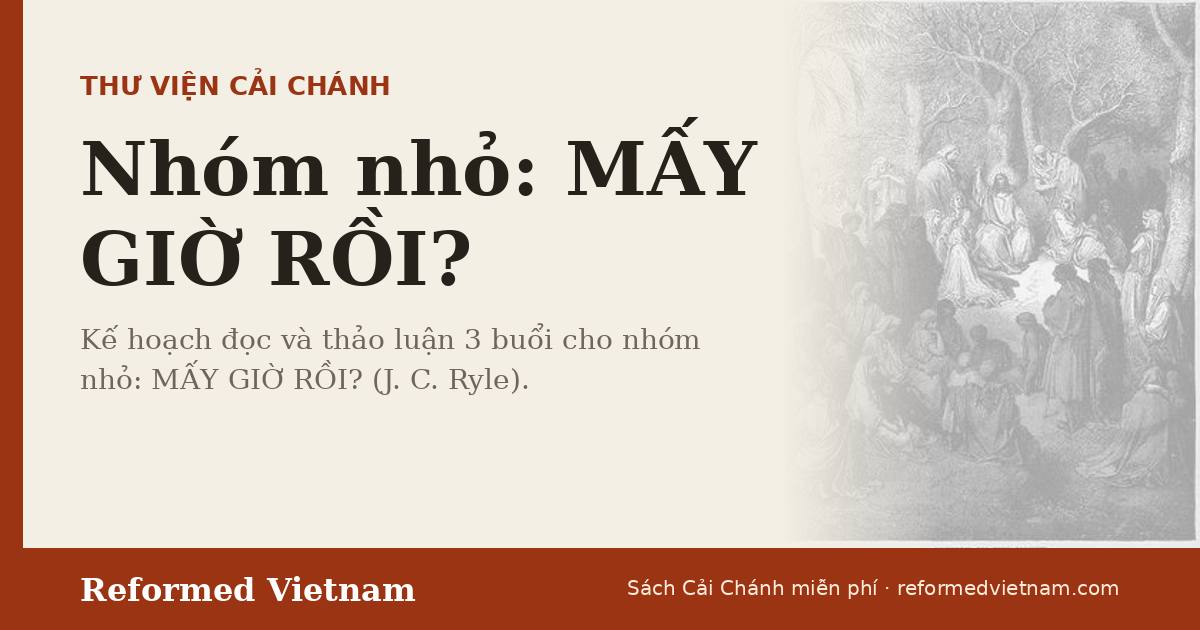 THƯ VIỆN CẢI CHÁNH
Nhóm nhỏ: MẤY
GIỜ RỒI?
Kế hoạch đọc và thảo luận 3 buổi cho nhóm
nhỏ: MẤY GIỜ RỒI? (J. C. Ryle).
Reformed Vietnam
Sách Cải Chánh miễn phí · reformedvietnam.com